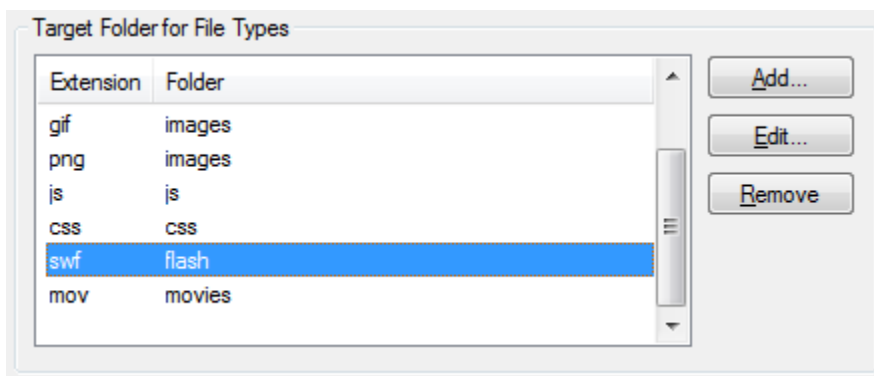 Target Folder for File Types
Extension Folder
gif images
png images
js js
css css
swf flash
mov movies
Add...
Edit...
Remove